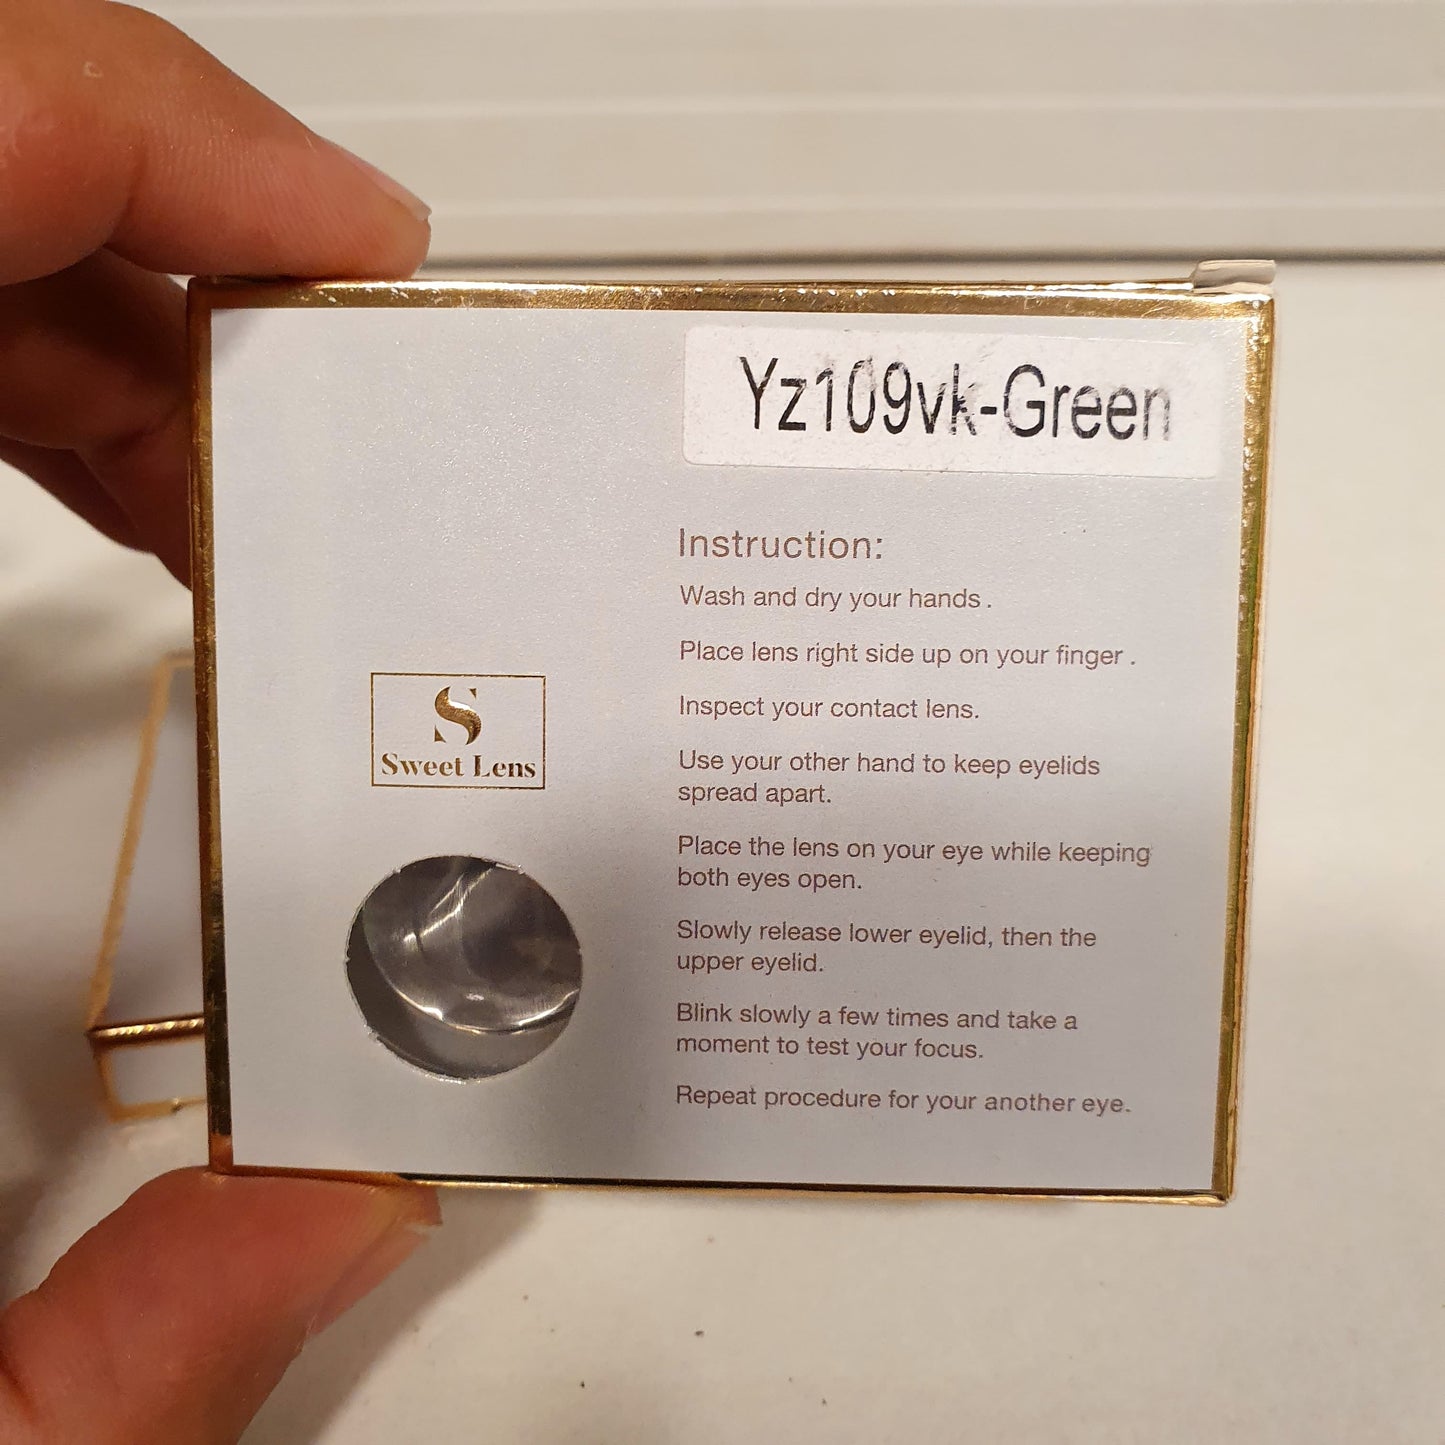 Yz109vk-Green
Instruction:
Wash and dry your hands .
Place lens right side up on your finger .
Inspect your contact lens.
Use your other hand to keep eyelids
spread apart.
Place the lens on your eye while keeping
both eyes open.
Slowly release lower eyelid, then the
upper eyelid.
Blink slowly a few times and take a
moment to test your focus.
Repeat procedure for your another eye.
S
Sweet Lens